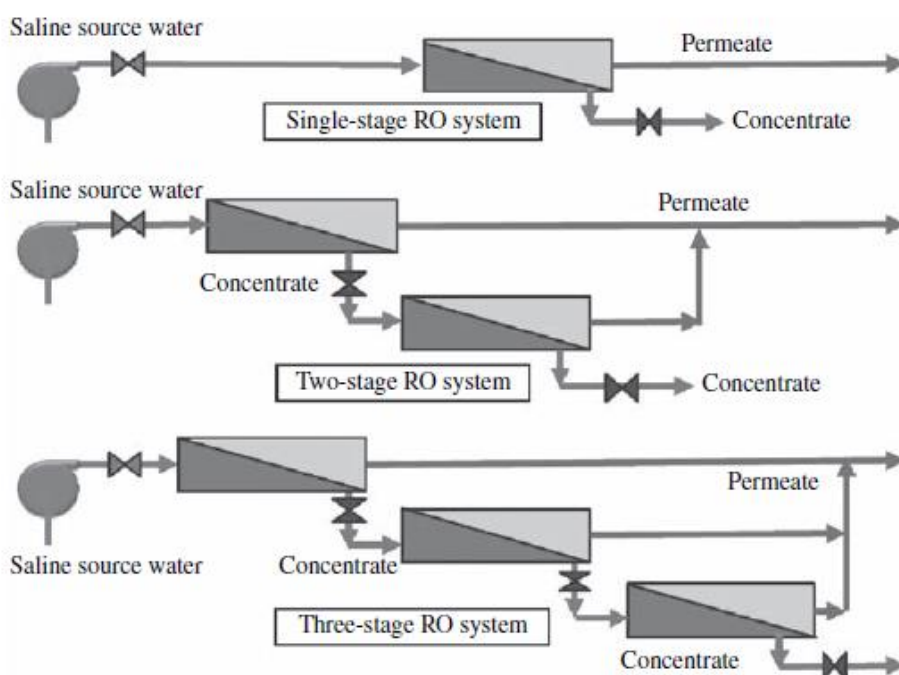 Saline source water
Permeate
Single-stage RO system
Concentrate
Saline source water
Permeate
Concentrate
Two-stage RO system
Concentrate
Permeate
Saline source water
Concentrate
Three-stage RO system
Concentrate